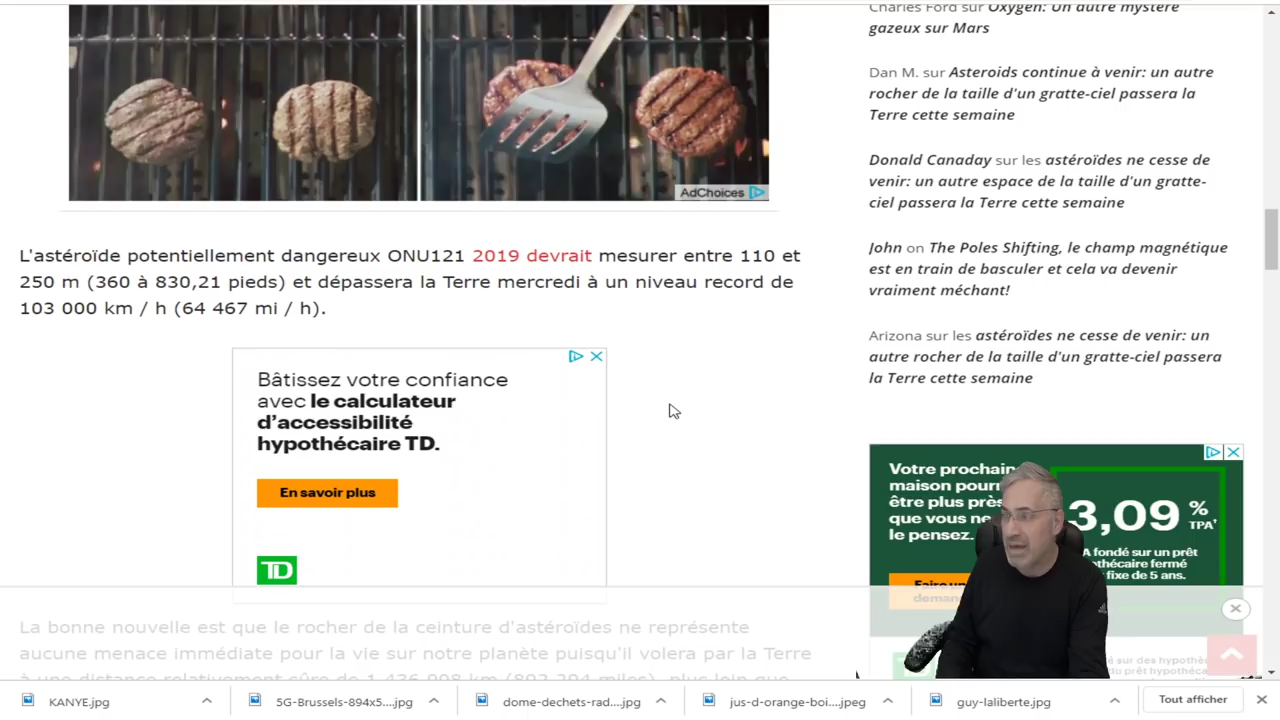 AdChoices
L'astéroïde potentiellement dangereux ONU121 2019 devrait mesurer entre 110 et
250 m (360 à 830,21 pieds) et dépassera la Terre mercredi à un niveau record de
103 000 km / h (64 467 mi / h).
Bâtissez votre confiance
avec le calculateur
d'accessibilité
hypothécaire TD.
En savoir plus
TD
La bonne nouvelle est que le rocher de la ceinture d'astéroïdes ne représente
aucune menace immédiate pour la vie sur notre planète puisqu'il volera par la Terre
Charles Ford sur Oxygen: Un autre mystère
gazeux sur Mars
Dan M. sur Asteroids continue à venir: un autre
rocher de la taille d'un gratte-ciel passera la
Terre cette semaine
Donald Canaday sur les astéroïdes ne cesse de
venir: un autre espace de la taille d'un gratte-
ciel passera la Terre cette semaine
John on The Poles Shifting, le champ magnétique
est en train de basculer et cela va devenir
vraiment méchant!
Arizona sur les astéroïdes ne cesse de venir: un
autre rocher de la taille d'un gratte-ciel passera
la Terre cette semaine
Votre prochain
maison pour
être plus près
que vous ne
le pensez.
3,09 %
TPA
A fondé sur un prêt
fixe de 5 ans.
KANYE.jpg
5G-Brussels-894x5....jpg
dome-dechets-rad....jpg
jus-d-orange-boi....jpeg
guy-laliberte.jpg
Tout afficher